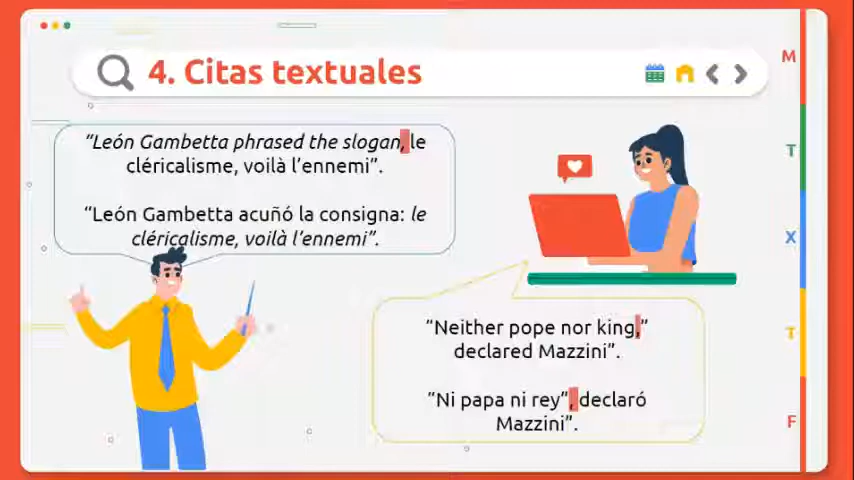 4. Citas textuales
M
“León Gambetta phrased the slogan, le
cléricalisme, voilà l’ennemi”.
T
“León Gambetta acuñó la consigna: le
cléricalisme, voilà l’ennemi”.
X
“Neither pope nor king,”
declared Mazzini”.
T
“Ni papa ni rey”, declaró
Mazzini”.
F